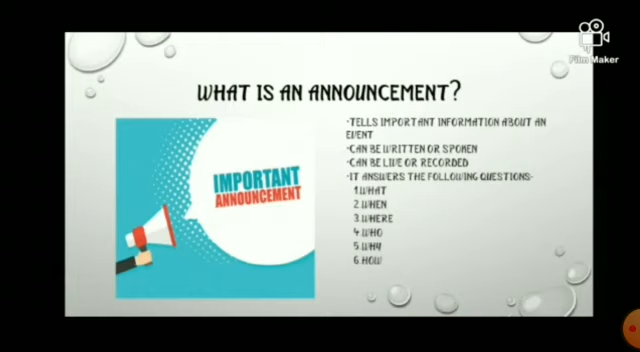 Film Maker
WHAT IS AN ANNOUNCEMENT?
•TELLS IMPORTANT INFORMATION ABOUT AN
EVENT
•CAN BE WRITTEN OR SPOKEN
•CAN BE LIVE OR RECORDED
•IT ANSWERS THE FOLLOWING QUESTIONS-
1.WHAT
2.WHEN
3.WHERE
4.WHO
5.WHY
6.HOW
IMPORTANT
ANNOUNCEMENT